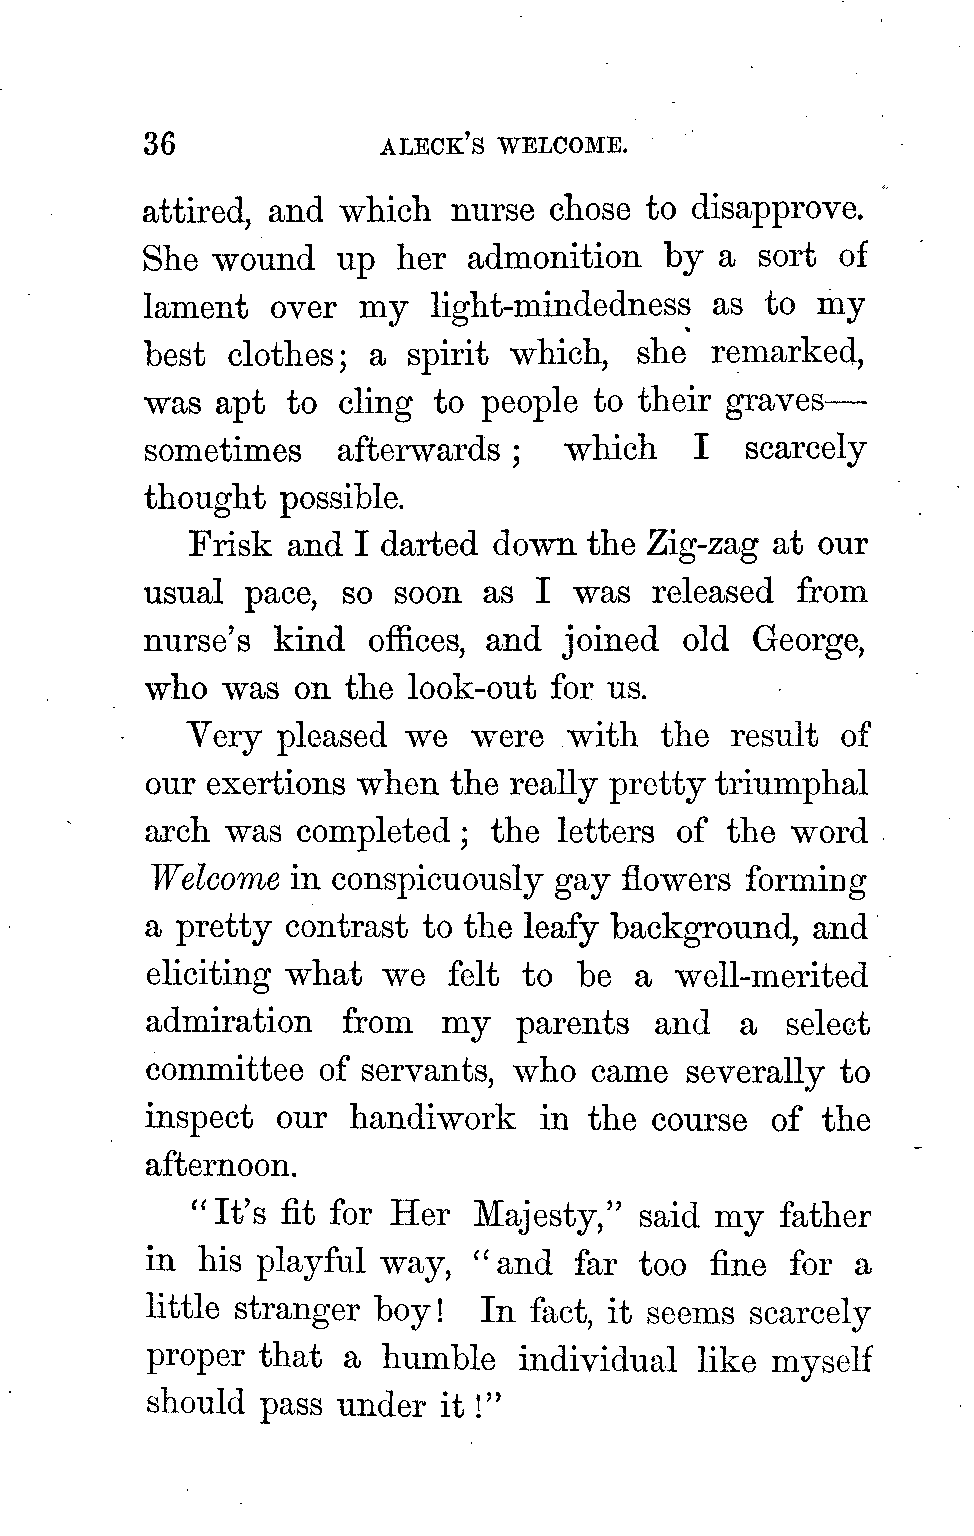 36 ALECK'S WELCOME.
attired, and which nurse chose to disapprove.
She wound up her admonition by a sort of
lament over my light-mindedness as to my
best clothes; a spirit which, she remarked,
was apt to cling to people to their graves—
sometimes afterwards; which I scarcely
thought possible.
Frisk and I darted down the Zig-zag at our
usual pace, so soon as I was released from
nurse's kind offices, and joined old George,
who was on the look-out for us.
Very pleased we were with the result of
our exertions when the really pretty triumphal
arch was completed; the letters of the word
Welcome in conspicuously gay flowers forming
a pretty contrast to the leafy background, and
eliciting what we felt to be a well-merited
admiration from my parents and a select
committee of servants, who came severally to
inspect our handiwork in the course of the
afternoon.
"It's fit for Her Majesty," said my father
in his playful way, "and far too fine for a
little stranger boy! In fact, it seems scarcely
proper that a humble individual like myself
should pass under it!"